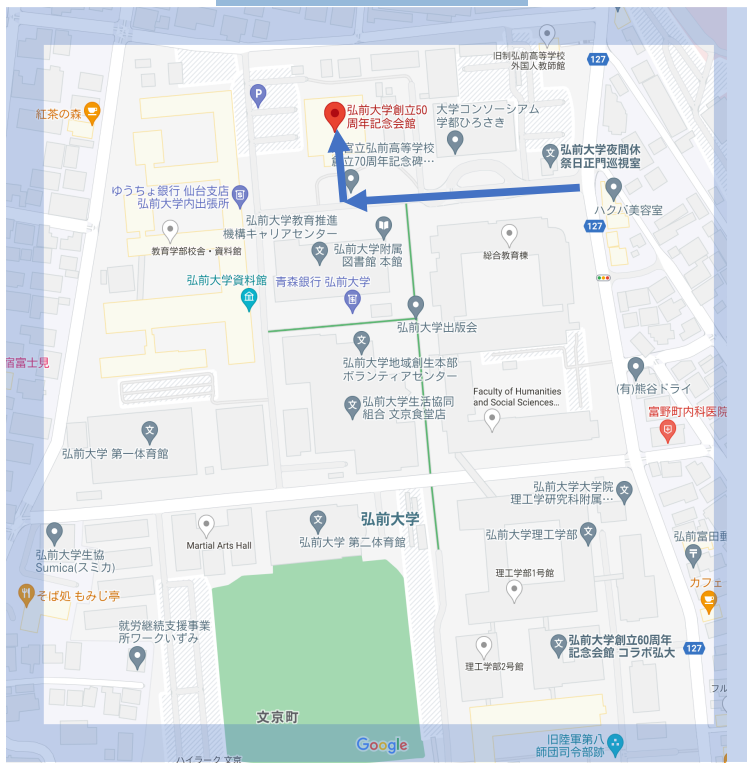 旧制弘前高等学校
外国人教師館
127
P
紅茶の森
弘前大学創立50
周年記念会館
大学コンソーシアム
学都ひろさき
官立弘前高等学校
創立70周年記念碑…
弘前大学夜間休
祭日正門巡視室
ゆうちょ銀行 仙台支店
弘前大学内出張所
ハクバ美容室
127
弘前大学教育推進
機構キャリアセンター
教育学部校舎・資料館
弘前大学附属
図書館 本館
総合教育棟
弘前大学資料館
青森銀行 弘前大学
弘前大学出版会
弘前大学地域創生本部
ボランティアセンター
宿富士見
(有)熊谷ドライ
Faculty of Humanities
and Social Sciences...
弘前大学生活協同
組合 文京食堂店
富野町内科医院
弘前大学 第一体育館
弘前大学大学院
理工学研究科附属…
弘前大学
Martial Arts Hall
弘前大学 第二体育館
弘前大学理工学部
弘前富田郵
弘前大学生協
Sumica(スミカ)
理工学部1号館
カフェ
そば処 もみじ亭
就労継続支援事業
所ワークいずみ
弘前大学創立60周年
記念会館 コラボ弘大
127
理工学部2号館
フル
文京町
Google
旧陸軍第八
師団司令部跡
ハイラーク 文京